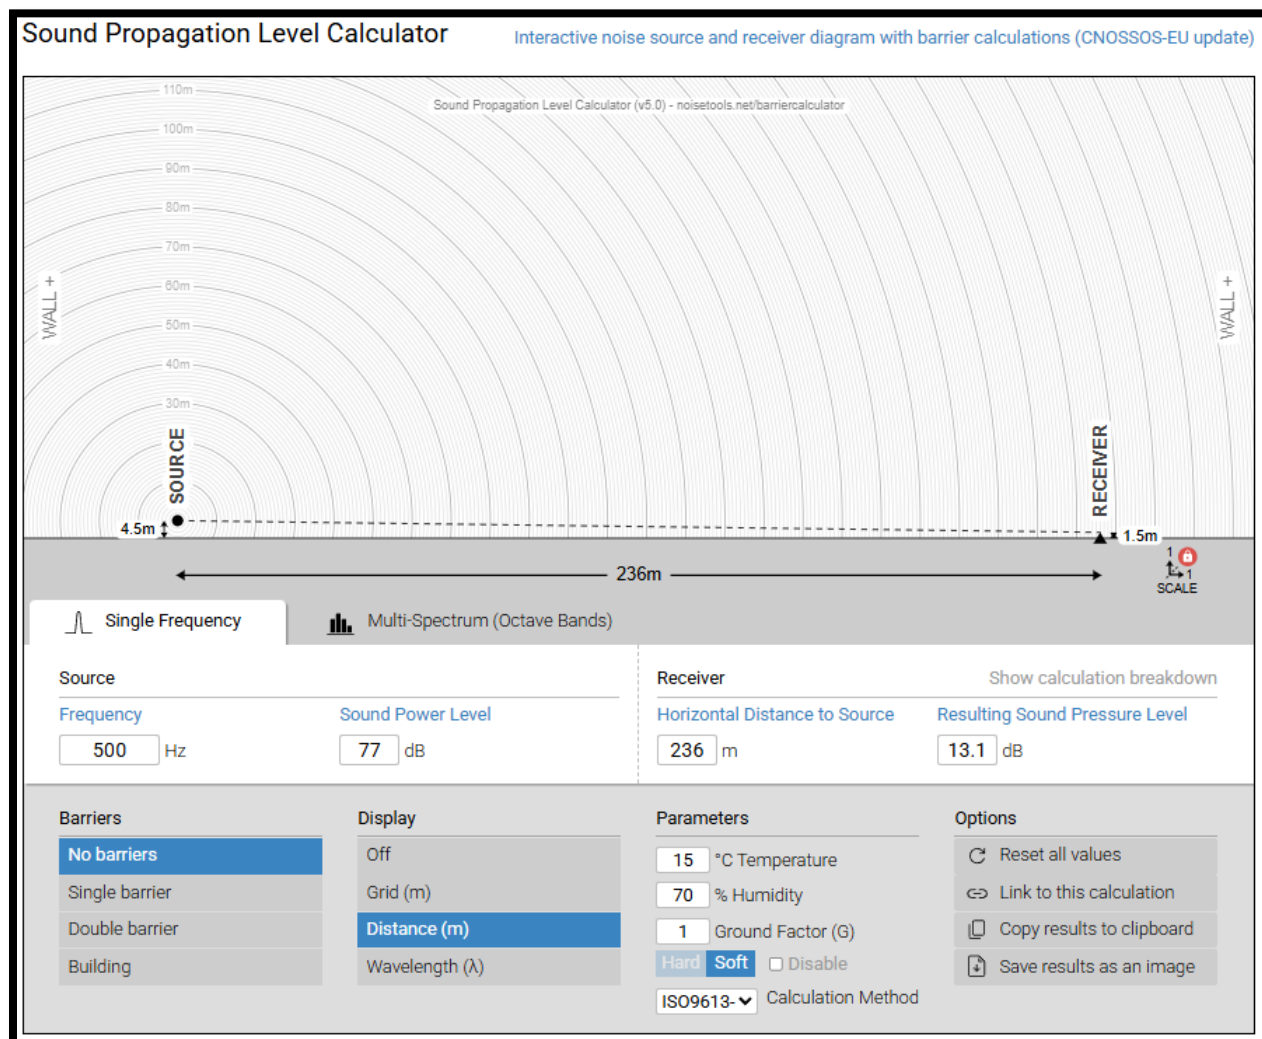 Sound Propagation Level Calculator
Interactive noise source and receiver diagram with barrier calculations (CNOSSOS-EU update)
Sound Propagation Level Calculator (v5.0) - noisetools.net/barriercalculator
110m
100m
90m
80m
70m
60m
50m
40m
30m
WALL +
WALL +
SOURCE
RECEIVER
4.5m
1.5m
236m
1
1
SCALE
Single Frequency
Multi-Spectrum (Octave Bands)
Source
Receiver
Show calculation breakdown
Frequency
Sound Power Level
Horizontal Distance to Source
Resulting Sound Pressure Level
500 Hz
77 dB
236 m
13.1 dB
Barriers
No barriers
Single barrier
Double barrier
Building
Display
Off
Grid (m)
Distance (m)
Wavelength (λ)
Parameters
15 °C Temperature
70 % Humidity
1 Ground Factor (G)
Hard Soft Disable
ISO9613- Calculation Method
Options
Reset all values
Link to this calculation
Copy results to clipboard
Save results as an image